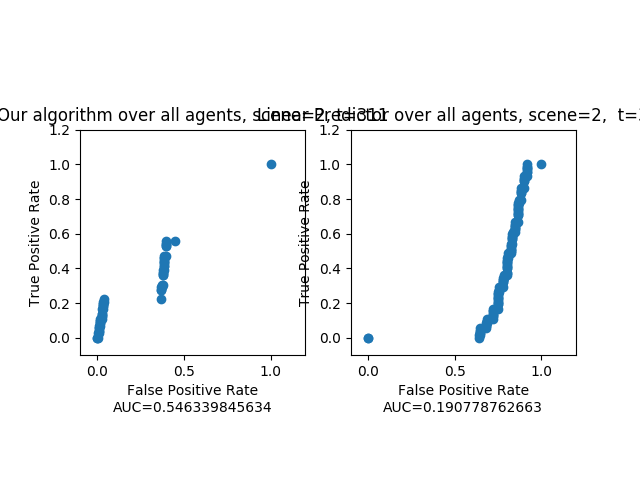 Our algorithm over all agents, scene=2, t=311
Linear Predictor over all agents, scene=2, t=
1.2
1.0
0.8
0.6
0.4
0.2
0.0
True Positive Rate
0.0 0.5 1.0
False Positive Rate
AUC=0.546339845634
1.2
1.0
0.8
0.6
0.4
0.2
0.0
True Positive Rate
0.0 0.5 1.0
False Positive Rate
AUC=0.190778762663